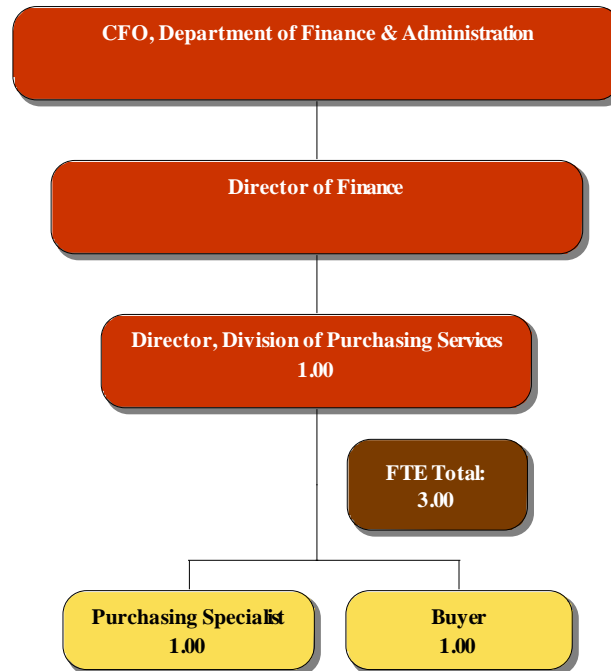 CFO, Department of Finance & Administration
Director of Finance
Director, Division of Purchasing Services
1.00
FTE Total:
3.00
Purchasing Specialist
1.00
Buyer
1.00